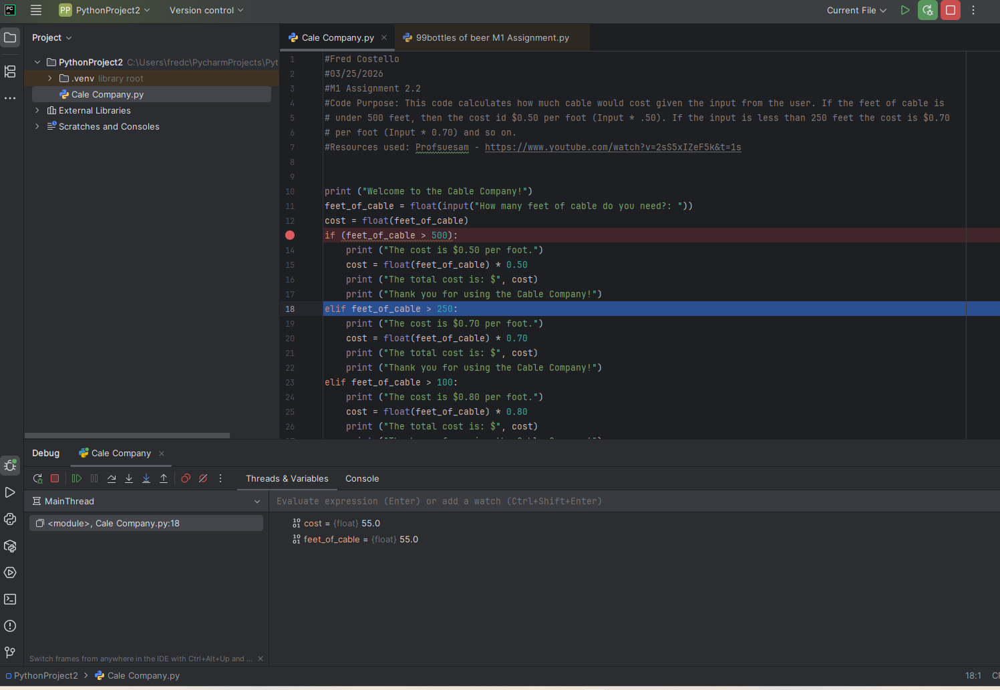 PC
PP PythonProject2
Version control
Current File
Project
PythonProject2 C:\Users\fredc\PycharmProjects\Pyt
.venv library root
Cale Company.py
External Libraries
Scratches and Consoles
Cale Company.py
99bottles of beer M1 Assignment.py
1 #Fred Costello
2 #03/25/2026
3 #M1 Assignment 2.2
4 #Code Purpose: This code calculates how much cable would cost given the input from the user. If the feet of cable is
5 # under 500 feet, then the cost id $0.50 per foot (Input * .50). If the input is less than 250 feet the cost is $0.70
6 # per foot (Input * 0.70) and so on.
7 #Resources used: Profsuesam - https://www.youtube.com/watch?v=2sS5xIZeF5k&t=1s
8
9
10 print ("Welcome to the Cable Company!")
11 feet_of_cable = float(input("How many feet of cable do you need?: "))
12 cost = float(feet_of_cable)
if (feet_of_cable > 500):
14 print ("The cost is $0.50 per foot.")
15 cost = float(feet_of_cable) * 0.50
16 print ("The total cost is: $", cost)
17 print ("Thank you for using the Cable Company!")
18 elif feet_of_cable > 250:
19 print ("The cost is $0.70 per foot.")
20 cost = float(feet_of_cable) * 0.70
21 print ("The total cost is: $", cost)
22 print ("Thank you for using the Cable Company!")
23 elif feet_of_cable > 100:
24 print ("The cost is $0.80 per foot.")
25 cost = float(feet_of_cable) * 0.80
26 print ("The total cost is: $", cost)
Debug
Cale Company
Threads & Variables
Console
MainThread
Evaluate expression (Enter) or add a watch (Ctrl+Shift+Enter)
<module>, Cale Company.py:18
cost = {float} 55.0
feet_of_cable = {float} 55.0
Switch frames from anywhere in the IDE with Ctrl+Alt+Up and ...
PythonProject2 > Cale Company.py
18:1